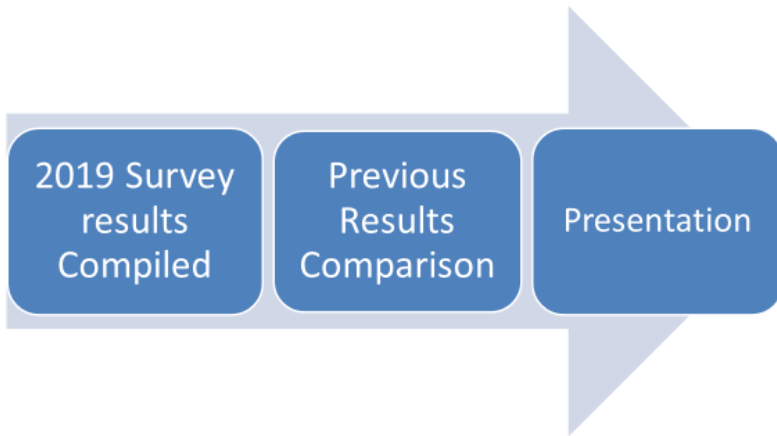 2019 Survey
results
Compiled
Previous
Results
Comparison
Presentation